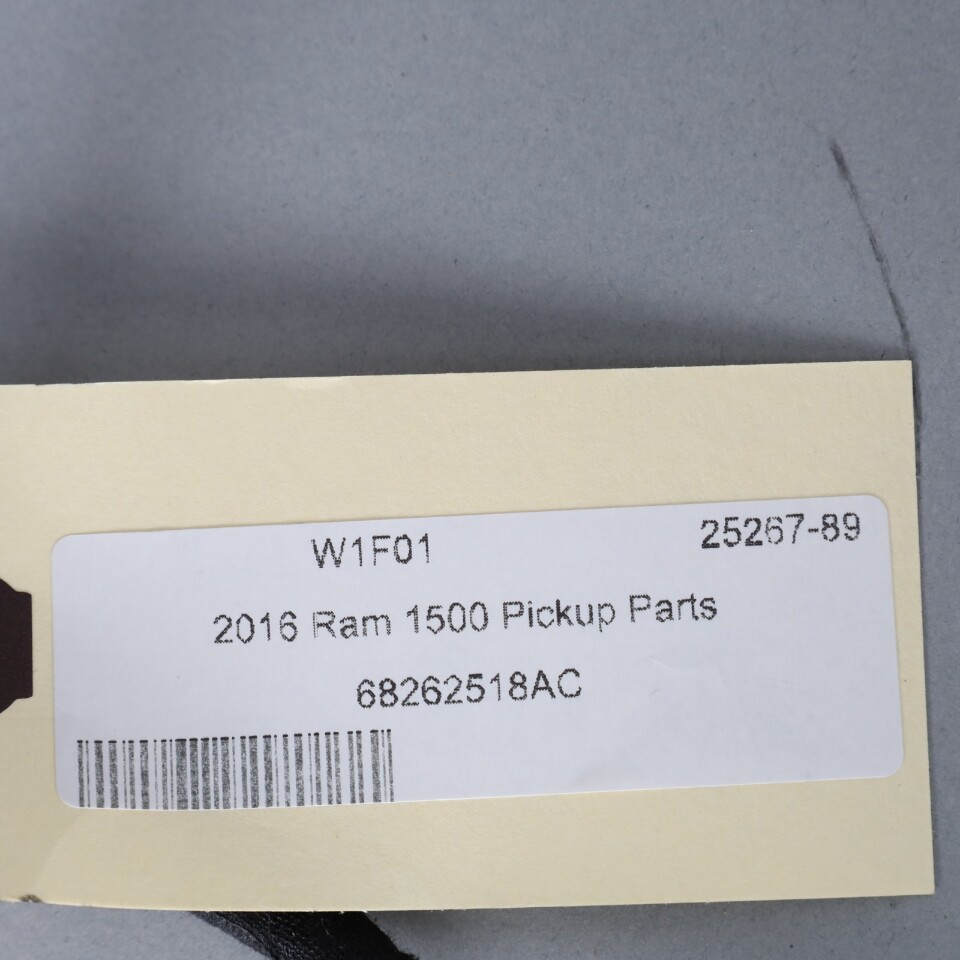 W1F01 25267-89
2016 Ram 1500 Pickup Parts
68262518AC